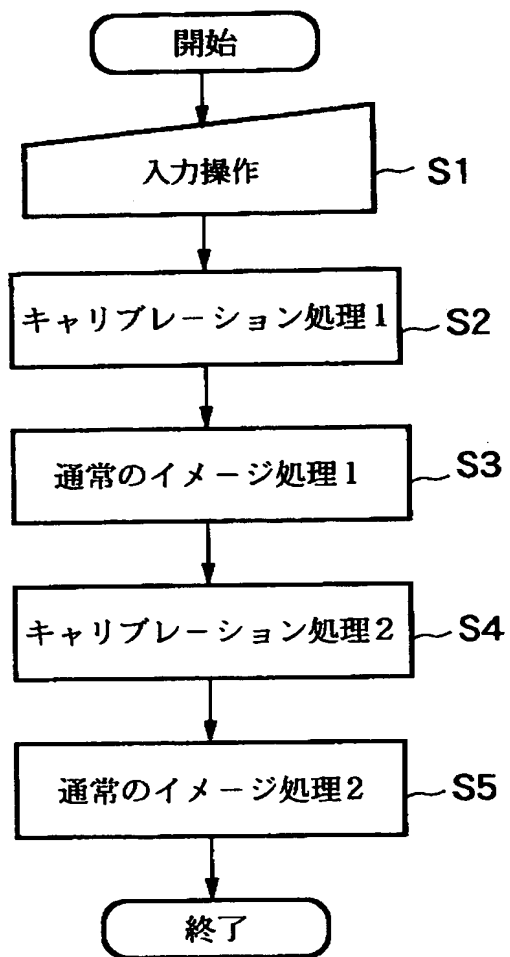 開始
入力操作 S1
キャリブレーション処理1 S2
通常のイメージ処理1 S3
キャリブレーション処理2 S4
通常のイメージ処理2 S5
終了